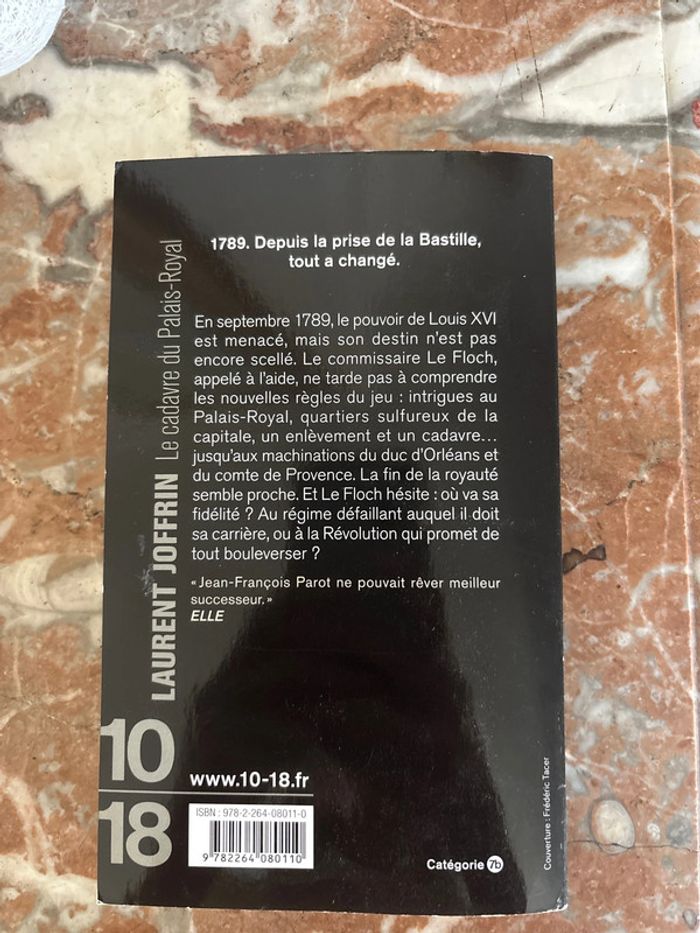 1789. Depuis la prise de la Bastille,
tout a changé.
En septembre 1789, le pouvoir de Louis XVI
est menacé, mais son destin n'est pas
encore scellé. Le commissaire Le Floch,
appelé à l'aide, ne tarde pas à comprendre
les nouvelles règles du jeu : intrigues au
Palais-Royal, quartiers sulfureux de la
capitale, un enlèvement et un cadavre...
jusqu'aux machinations du duc d'Orléans et
du comte de Provence. La fin de la royauté
semble proche. Et Le Floch hésite : où va sa
fidélité ? Au régime défaillant auquel il doit
sa carrière, ou à la Révolution qui promet de
tout bouleverser ?
« Jean-François Parot ne pouvait rêver meilleur
successeur. »
ELLE
LAURENT JOFFRIN Le cadavre du Palais-Royal
10
18
www.10-18.fr
ISBN : 978-2-264-08011-0
9 782264 080110
Catégorie 7b
Couverture : Frédéric Tacer